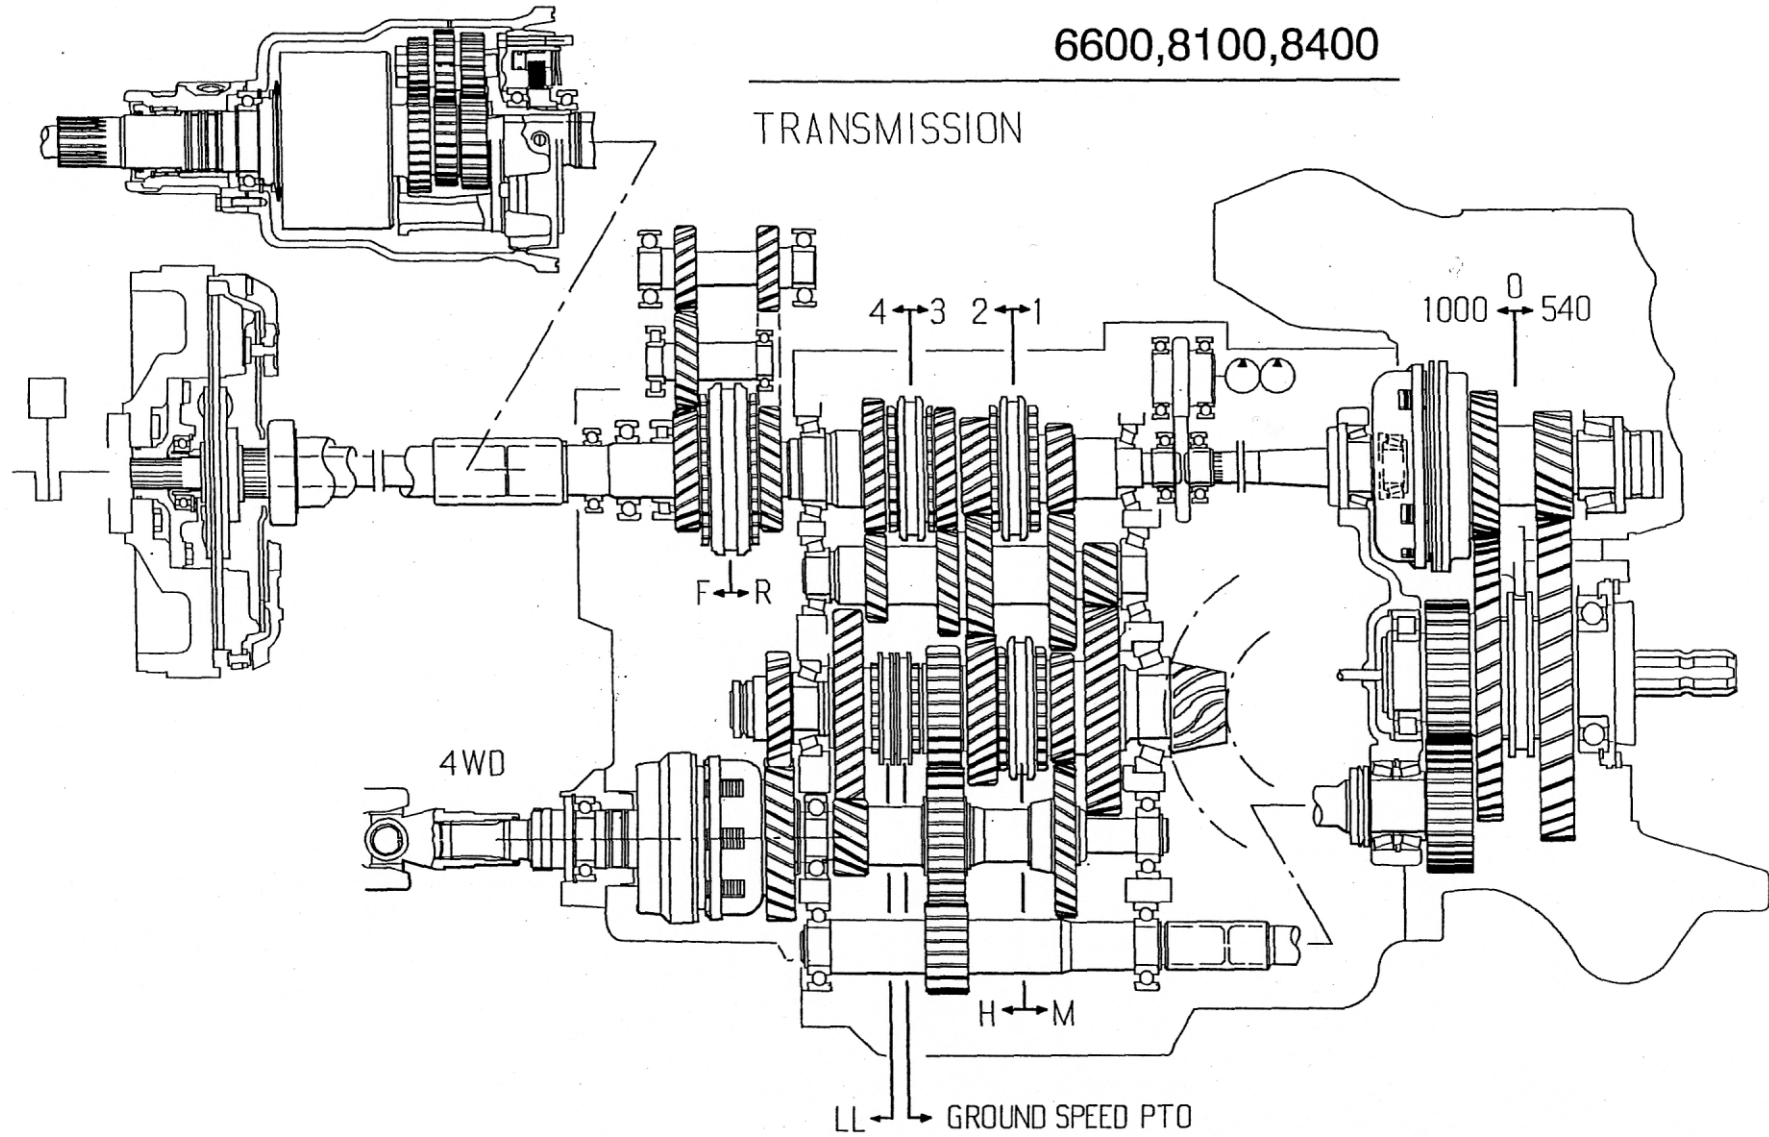 6600,8100,8400
TRANSMISSION
4 3 2 1
0
1000 540
F R
4WD
H M
LL GROUND SPEED PTO